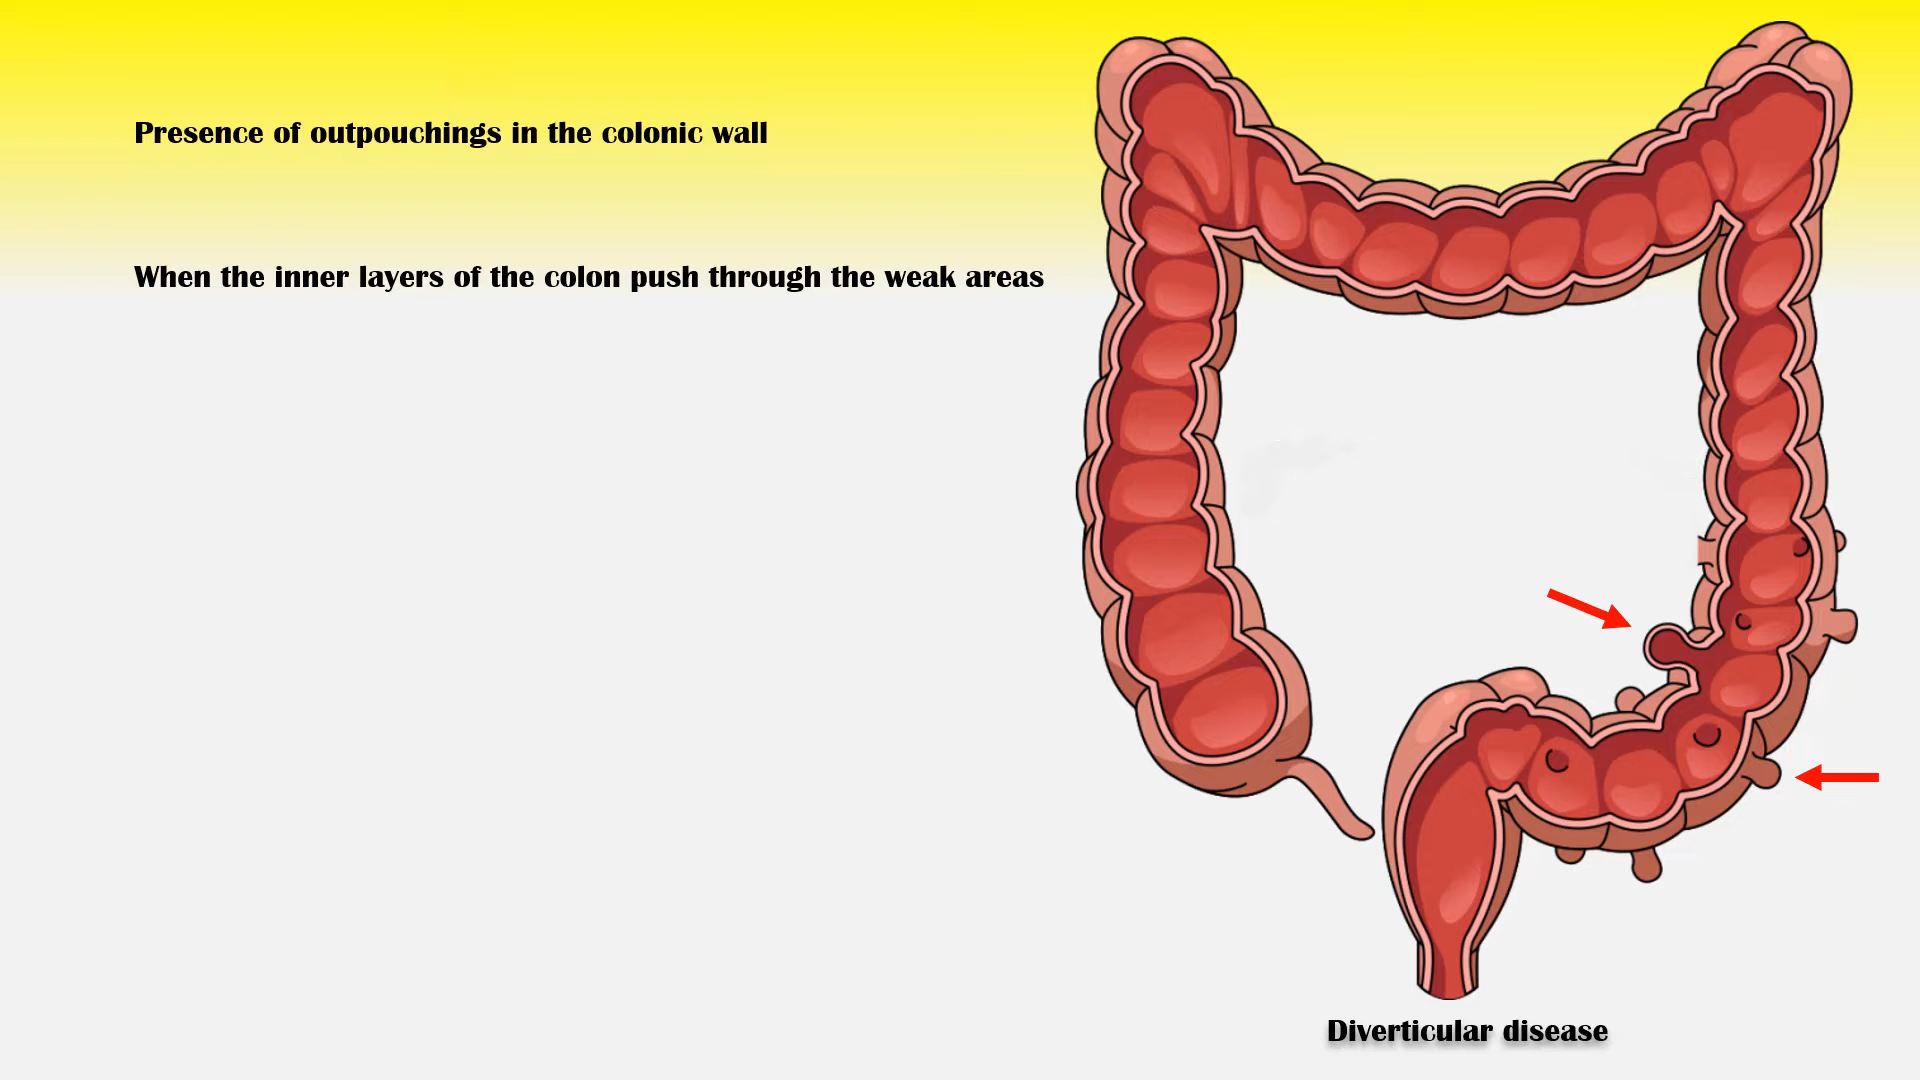 Presence of outpouchings in the colonic wall
When the inner layers of the colon push through the weak areas
Diverticular disease